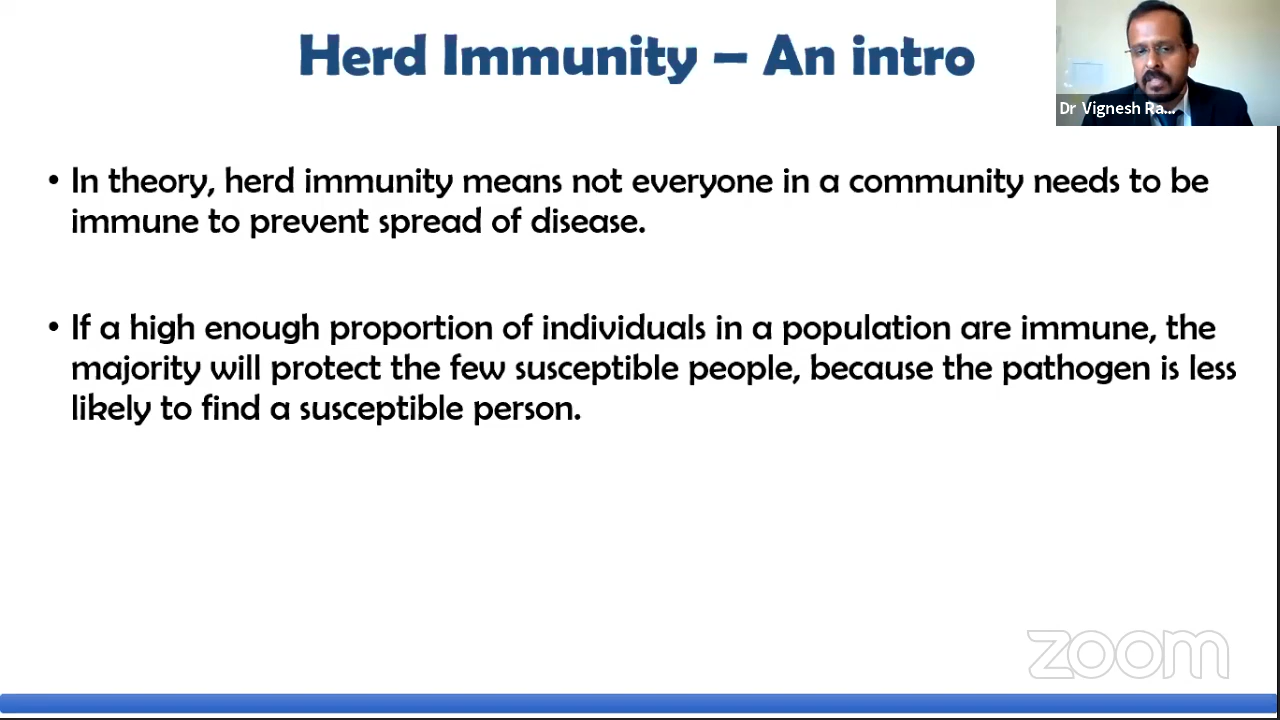 Herd Immunity – An intro
Dr Vignesh Ra...
• In theory, herd immunity means not everyone in a community needs to be
immune to prevent spread of disease.
• If a high enough proportion of individuals in a population are immune, the
majority will protect the few susceptible people, because the pathogen is less
likely to find a susceptible person.
zoom